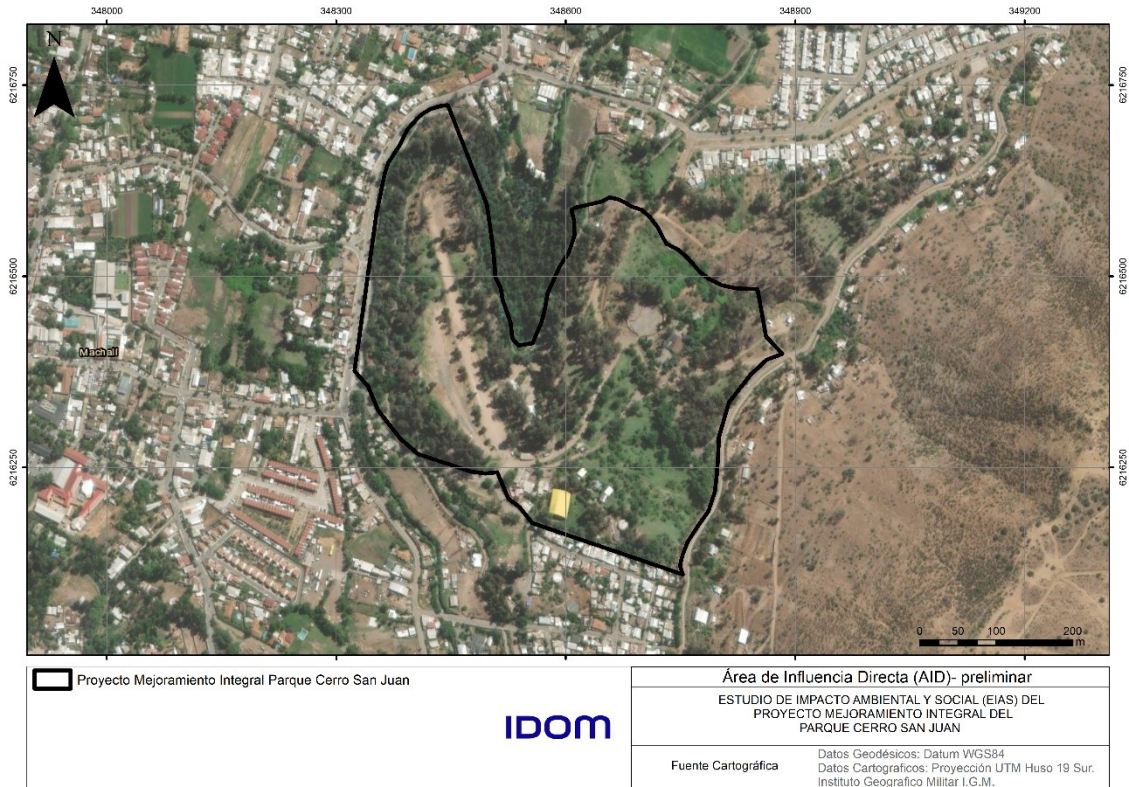 348000 348300 348600 348900 349200
N
6216750 6216750
6216500 6216500
Machalí
6216250 6216250
0 50 100 200
m
Proyecto Mejoramiento Integral Parque Cerro San Juan
IDOM
Área de Influencia Directa (AID)- preliminar
ESTUDIO DE IMPACTO AMBIENTAL Y SOCIAL (EIAS) DEL
PROYECTO MEJORAMIENTO INTEGRAL DEL
PARQUE CERRO SAN JUAN
Fuente Cartográfica
Datos Geodésicos: Datum WGS84
Datos Cartograficos: Proyección UTM Huso 19 Sur.
Instituto Geografico Militar I.G.M.